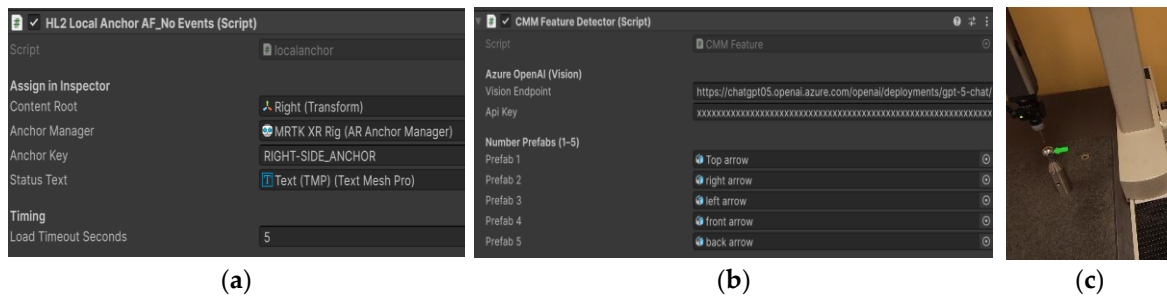 HL2 Local Anchor AF_No Events (Script)
Script
localanchor
Assign in Inspector
Content Root
Right (Transform)
Anchor Manager
MRTK XR Rig (AR Anchor Manager)
Anchor Key
RIGHT-SIDE_ANCHOR
Status Text
Text (TMP) (Text Mesh Pro)
Timing
Load Timeout Seconds
5
(a)
CMM Feature Detector (Script)
Script
CMM Feature
Azure OpenAI (Vision)
Vision Endpoint
https://chatgpt05.openai.azure.com/openai/deployments/gpt-5-chat/
Api Key
Number Prefabs (1–5)
Prefab 1
Top arrow
Prefab 2
right arrow
Prefab 3
left arrow
Prefab 4
front arrow
Prefab 5
back arrow
(b)
(c)